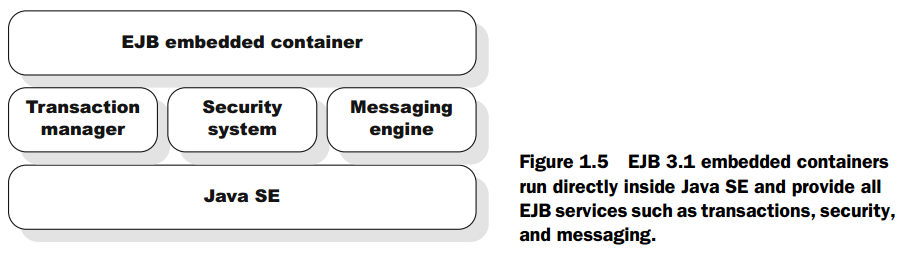 EJB embedded container
Transaction manager
Security system
Messaging engine
Java SE
Figure 1.5 EJB 3.1 embedded containers
run directly inside Java SE and provide all
EJB services such as transactions, security,
and messaging.